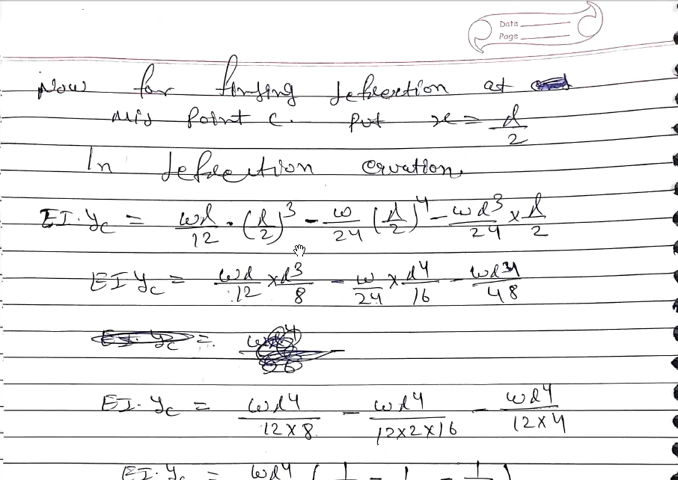 Date
Page
Now for finding deflection at
mid point c. put x = l/2
In deflection equation
EI.yc = wl/12 . (l/2)^3 - w/24 (l/2)^4 - wl^3/24 × l/2
EI yc = wl/12 × l^3/8 - w/24 × l^4/16 - wl^4/48
EI. yc = wl^4/12×8 - wl^4/12×2×16 - wl^4/12×4
EI.yc = wl^4 ( 1 - 1 - 1 )